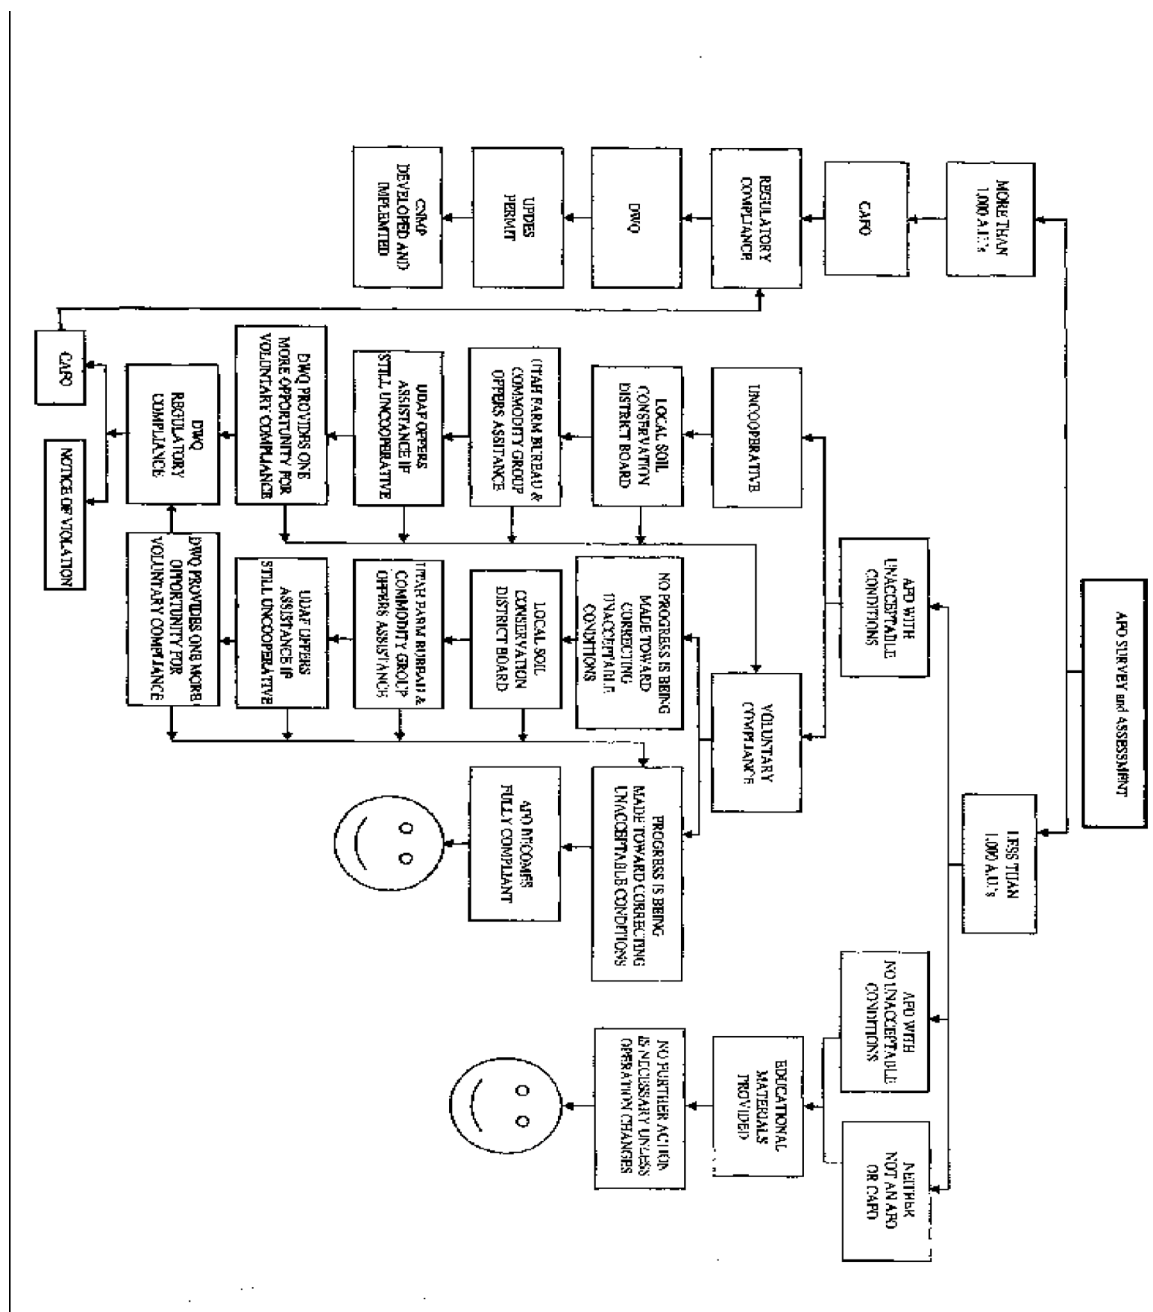 AFO SURVEY and ASSESSMENT
MORE THAN
1,000 A.U.'s
LESS THAN
1,000 A.U.'s
CAFO
AFO WITH
UNACCEPTABLE
CONDITIONS
AFO WITH
NO UNACCEPTABLE
CONDITIONS
NEITHER
NOT AN AFO
OR CAFO
REGULATORY
COMPLIANCE
UNCOOPERATIVE
VOLUNTARY
COMPLIANCE
EDUCATIONAL
MATERIALS
PROVIDED
DWQ
LOCAL SOIL
CONSERVATION
DISTRICT BOARD
NO PROGRESS IS BEING
MADE TOWARD
CORRECTING
UNACCEPTABLE
CONDITIONS
PROGRESS IS BEING
MADE TOWARD CORRECTING
UNACCEPTABLE CONDITIONS
NO FURTHER ACTION
IS NECESSARY UNLESS
OPERATION CHANGES
UPDES
PERMIT
UTAH FARM BUREAU &
COMMODITY GROUP
OFFERS ASSITANCE
LOCAL SOIL
CONSERVATION
DISTRICT BOARD
AFO BECOMES
FULLY COMPLIANT
CNMP
DEVELOPED AND
IMPLEMITED
UDAF OFFERS
ASSISTANCE IF
STILL UNCOOPERATIVE
UTAH FARM BUREAU &
COMMODITY GROUP
OFFERS ASSISTANCE
DWQ PROVIDES ONE
MORE OPPORTUNITY FOR
VOLUNTARY COMPLIANCE
UDAF OFFERS
ASSISTANCE IF
STILL UNCOOPERATIVE
DWQ
REGULATORY
COMPLIANCE
DWQ PROVIDES ONE MORE
OPPORTUNITY FOR
VOLUNTARY COMPLIANCE
CAFO
NOTICE OF VIOLATION